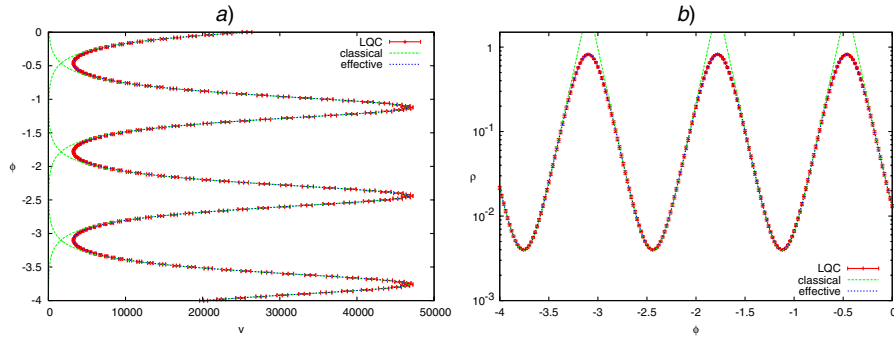 a)
0
-0.5
-1
-1.5
-2
-2.5
-3
-3.5
-4
ϕ
LQC
classical
effective
0 10000 20000 30000 40000 50000
v
b)
1
10⁻¹
10⁻²
10⁻³
ρ
LQC
classical
effective
-4 -3.5 -3 -2.5 -2 -1.5 -1 -0.5 0
ϕ